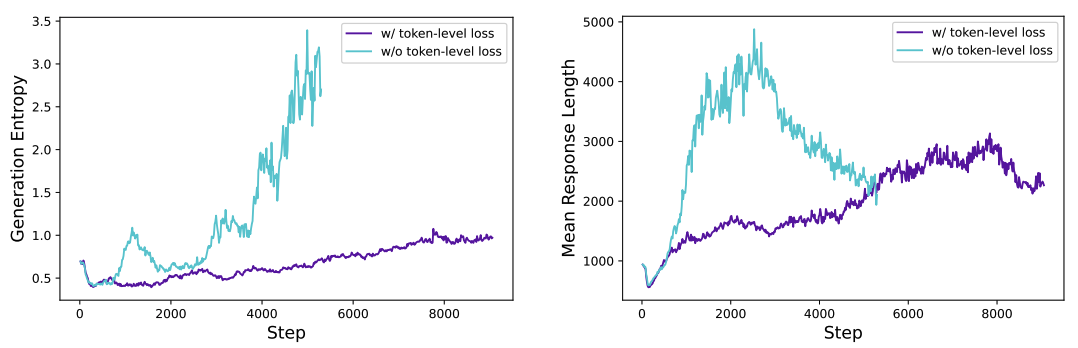 3.5
3.0
2.5
2.0
1.5
1.0
0.5
Generation Entropy
w/ token-level loss
w/o token-level loss
0
2000
4000
6000
8000
Step
5000
4000
3000
2000
1000
Mean Response Length
w/ token-level loss
w/o token-level loss
0
2000
4000
6000
8000
Step